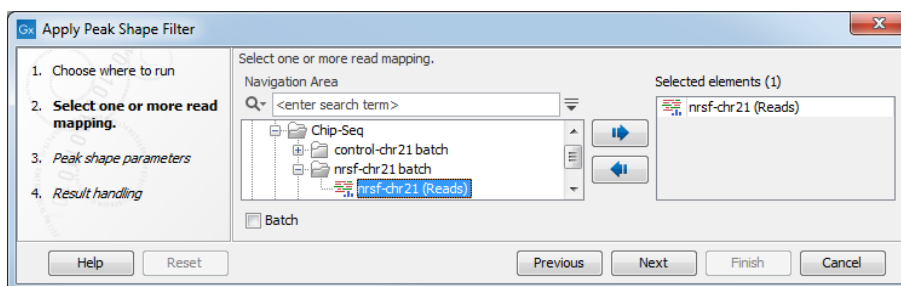 Gx Apply Peak Shape Filter
1. Choose where to run
2. Select one or more read
mapping.
3. Peak shape parameters
4. Result handling
Select one or more read mapping.
Navigation Area
<enter search term>
Chip-Seq
control-chr21 batch
nrsf-chr21 batch
nrsf-chr21 (Reads)
Batch
Selected elements (1)
nrsf-chr21 (Reads)
Help
Reset
Previous
Next
Finish
Cancel